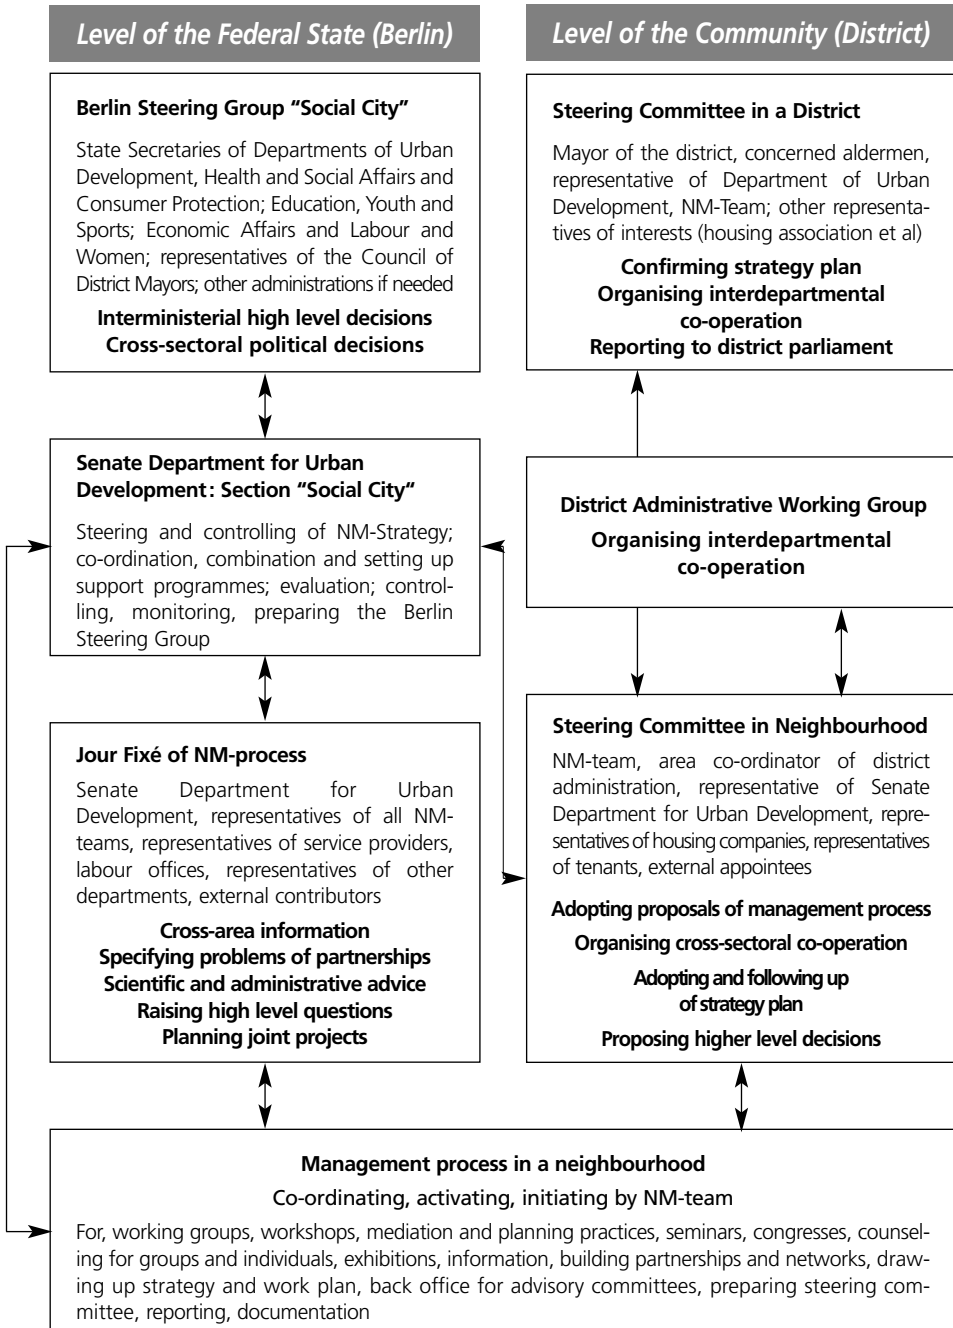 Level of the Federal State (Berlin)
Berlin Steering Group “Social City“
State Secretaries of Departments of Urban
Development, Health and Social Affairs and
Consumer Protection; Education, Youth and
Sports; Economic Affairs and Labour and
Women; representatives of the Council of
District Mayors; other administrations if needed
Interministerial high level decisions
Cross-sectoral political decisions
Senate Department for Urban
Development: Section “Social City“
Steering and controlling of NM-Strategy;
co-ordination, combination and setting up
support programmes; evaluation; control-
ling, monitoring, preparing the Berlin
Steering Group
Jour Fixé of NM-process
Senate Department for Urban
Development, representatives of all NM-
teams, representatives of service providers,
labour offices, representatives of other
departments, external contributors
Cross-area information
Specifying problems of partnerships
Scientific and administrative advice
Raising high level questions
Planning joint projects
Level of the Community (District)
Steering Committee in a District
Mayor of the district, concerned aldermen,
representative of Department of Urban
Development, NM-Team; other representa-
tives of interests (housing association et al)
Confirming strategy plan
Organising interdepartmental
co-operation
Reporting to district parliament
District Administrative Working Group
Organising interdepartmental
co-operation
Steering Committee in Neighbourhood
NM-team, area co-ordinator of district
administration, representative of Senate
Department for Urban Development, repre-
sentatives of housing companies, representatives
of tenants, external appointees
Adopting proposals of management process
Organising cross-sectoral co-operation
Adopting and following up
of strategy plan
Proposing higher level decisions
Management process in a neighbourhood
Co-ordinating, activating, initiating by NM-team
For, working groups, workshops, mediation and planning practices, seminars, congresses, counsel-
ing for groups and individuals, exhibitions, information, building partnerships and networks, draw-
ing up strategy and work plan, back office for advisory committees, preparing steering com-
mittee, reporting, documentation